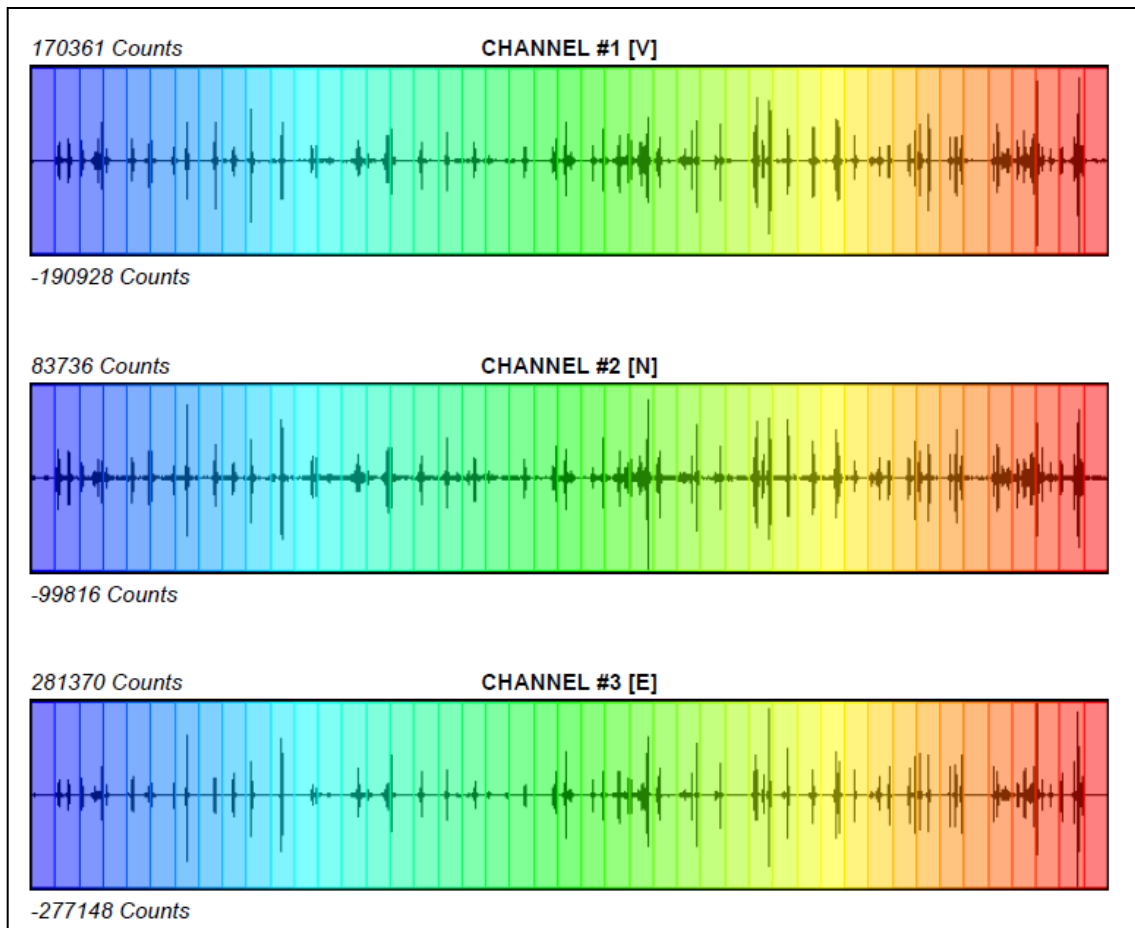 170361 Counts CHANNEL #1 [V]
-190928 Counts
83736 Counts CHANNEL #2 [N]
-99816 Counts
281370 Counts CHANNEL #3 [E]
-277148 Counts